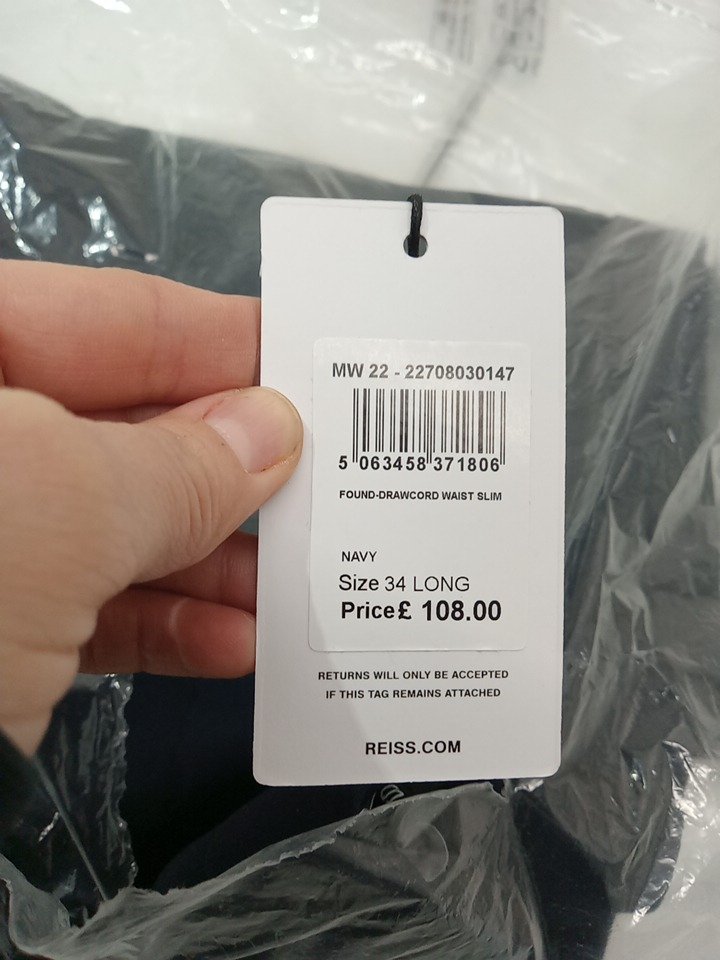 MW 22 - 22708030147
5 063458 371806
FOUND-DRAWCORD WAIST SLIM
NAVY
Size 34 LONG
Price£ 108.00
RETURNS WILL ONLY BE ACCEPTED
IF THIS TAG REMAINS ATTACHED
REISS.COM